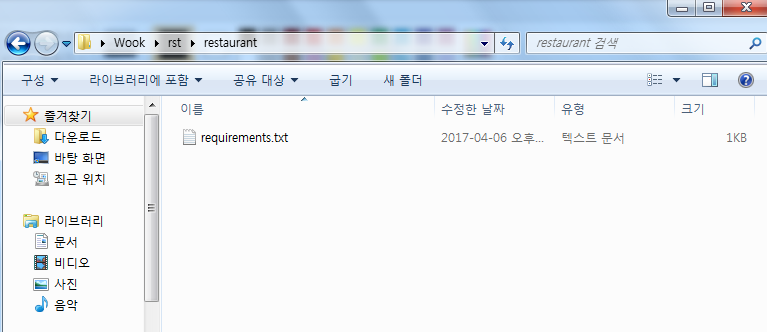 Wook ▸ rst ▸ restaurant
restaurant 검색
구성 라이브러리에 포함 공유 대상 굽기 새 폴더
즐겨찾기
다운로드
바탕 화면
최근 위치
라이브러리
문서
비디오
사진
음악
이름 수정한 날짜 유형 크기
requirements.txt 2017-04-06 오후... 텍스트 문서 1KB